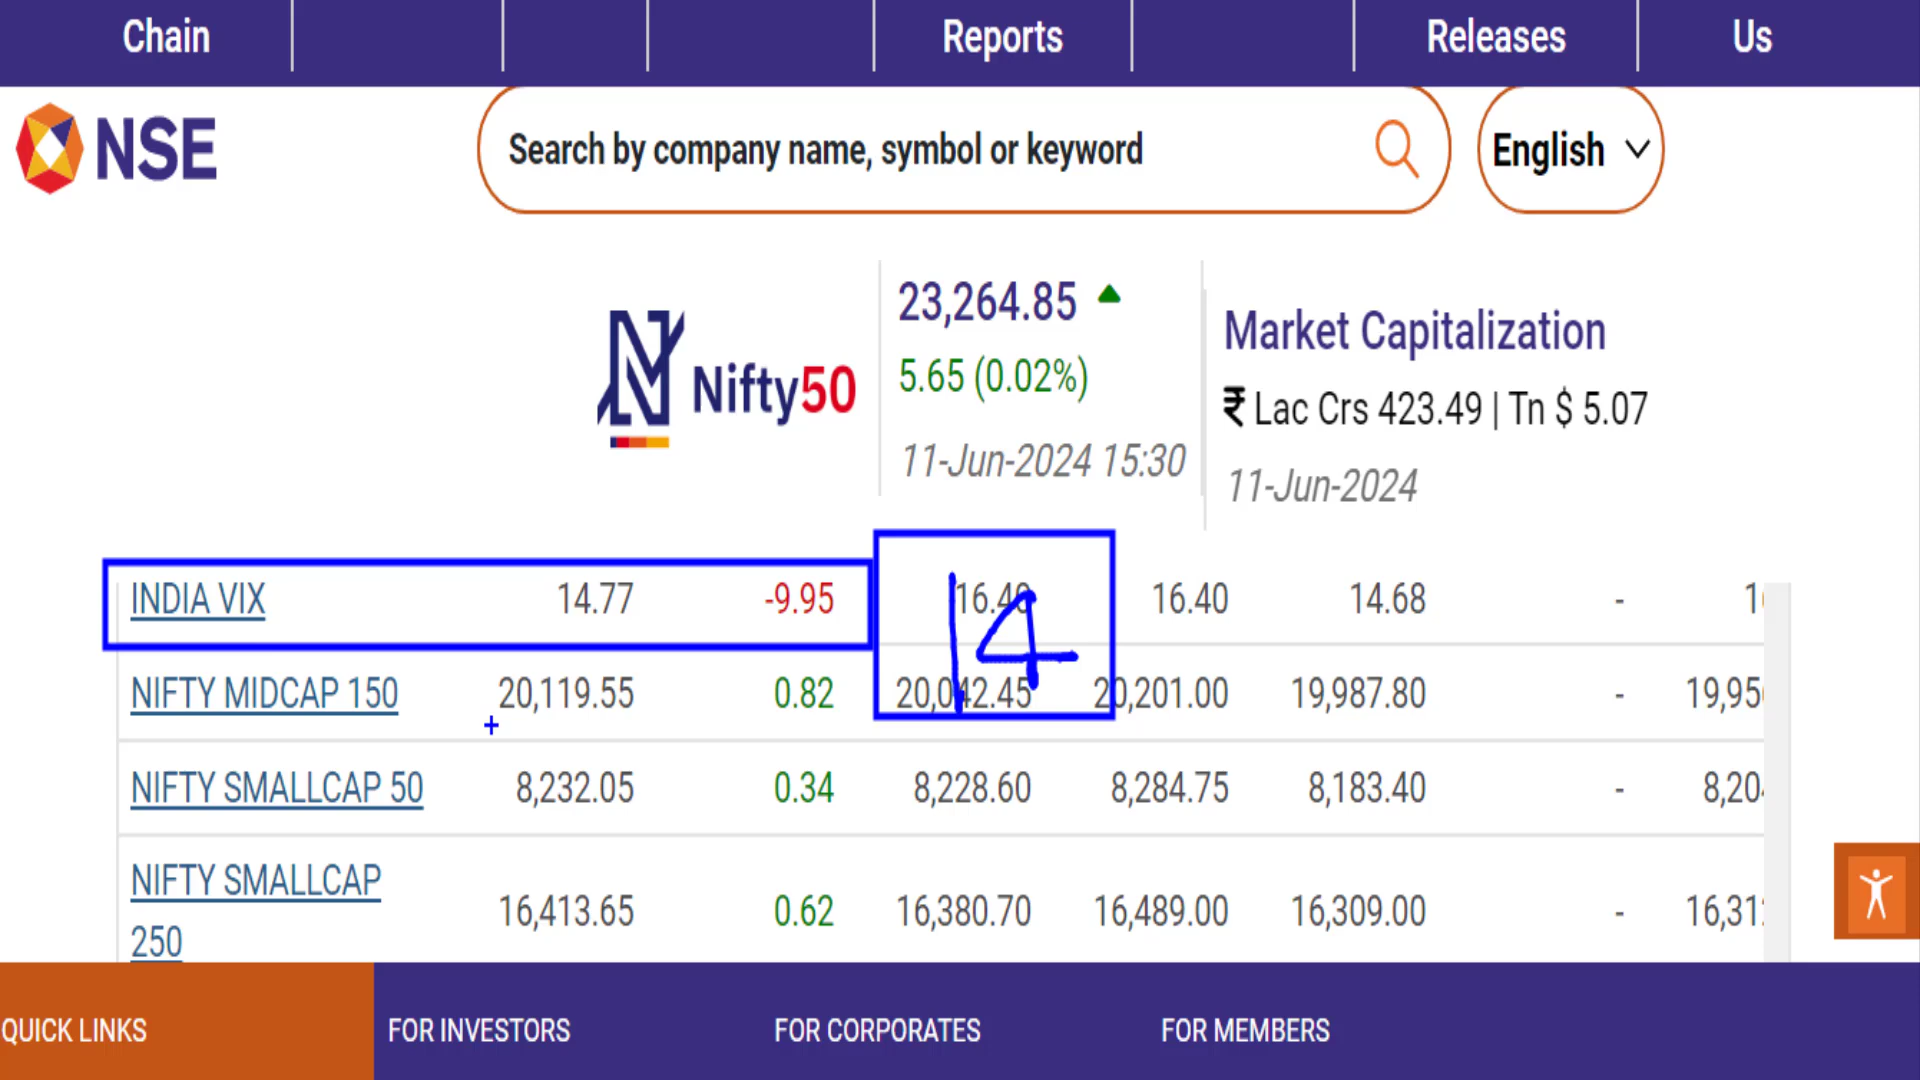 Chain Reports Releases Us
NSE
Search by company name, symbol or keyword
English
23,264.85
5.65 (0.02%)
11-Jun-2024 15:30
Nifty50
Market Capitalization
₹ Lac Crs 423.49 | Tn $ 5.07
11-Jun-2024
INDIA VIX 14.77 -9.95 16.40 16.40 14.68 -
14
NIFTY MIDCAP 150 20,119.55 0.82 20,042.45 20,201.00 19,987.80 -
NIFTY SMALLCAP 50 8,232.05 0.34 8,228.60 8,284.75 8,183.40 -
NIFTY SMALLCAP
250 16,413.65 0.62 16,380.70 16,489.00 16,309.00 -
QUICK LINKS FOR INVESTORS FOR CORPORATES FOR MEMBERS